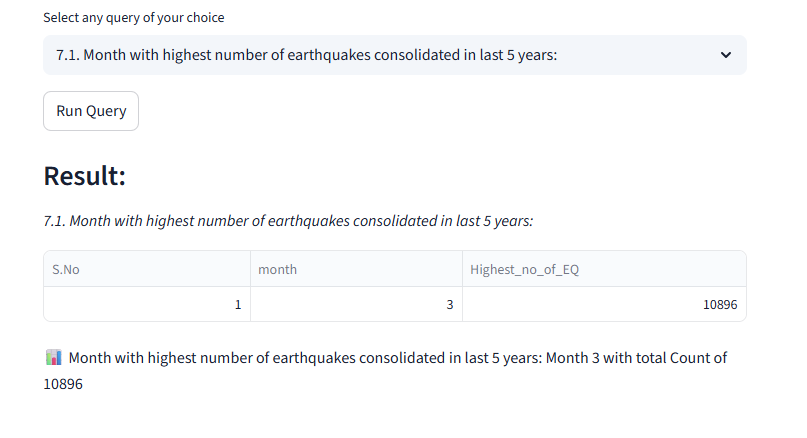 Select any query of your choice
7.1. Month with highest number of earthquakes consolidated in last 5 years:
Run Query
Result:
7.1. Month with highest number of earthquakes consolidated in last 5 years:
S.No month Highest_no_of_EQ
1 3 10896
Month with highest number of earthquakes consolidated in last 5 years: Month 3 with total Count of
10896